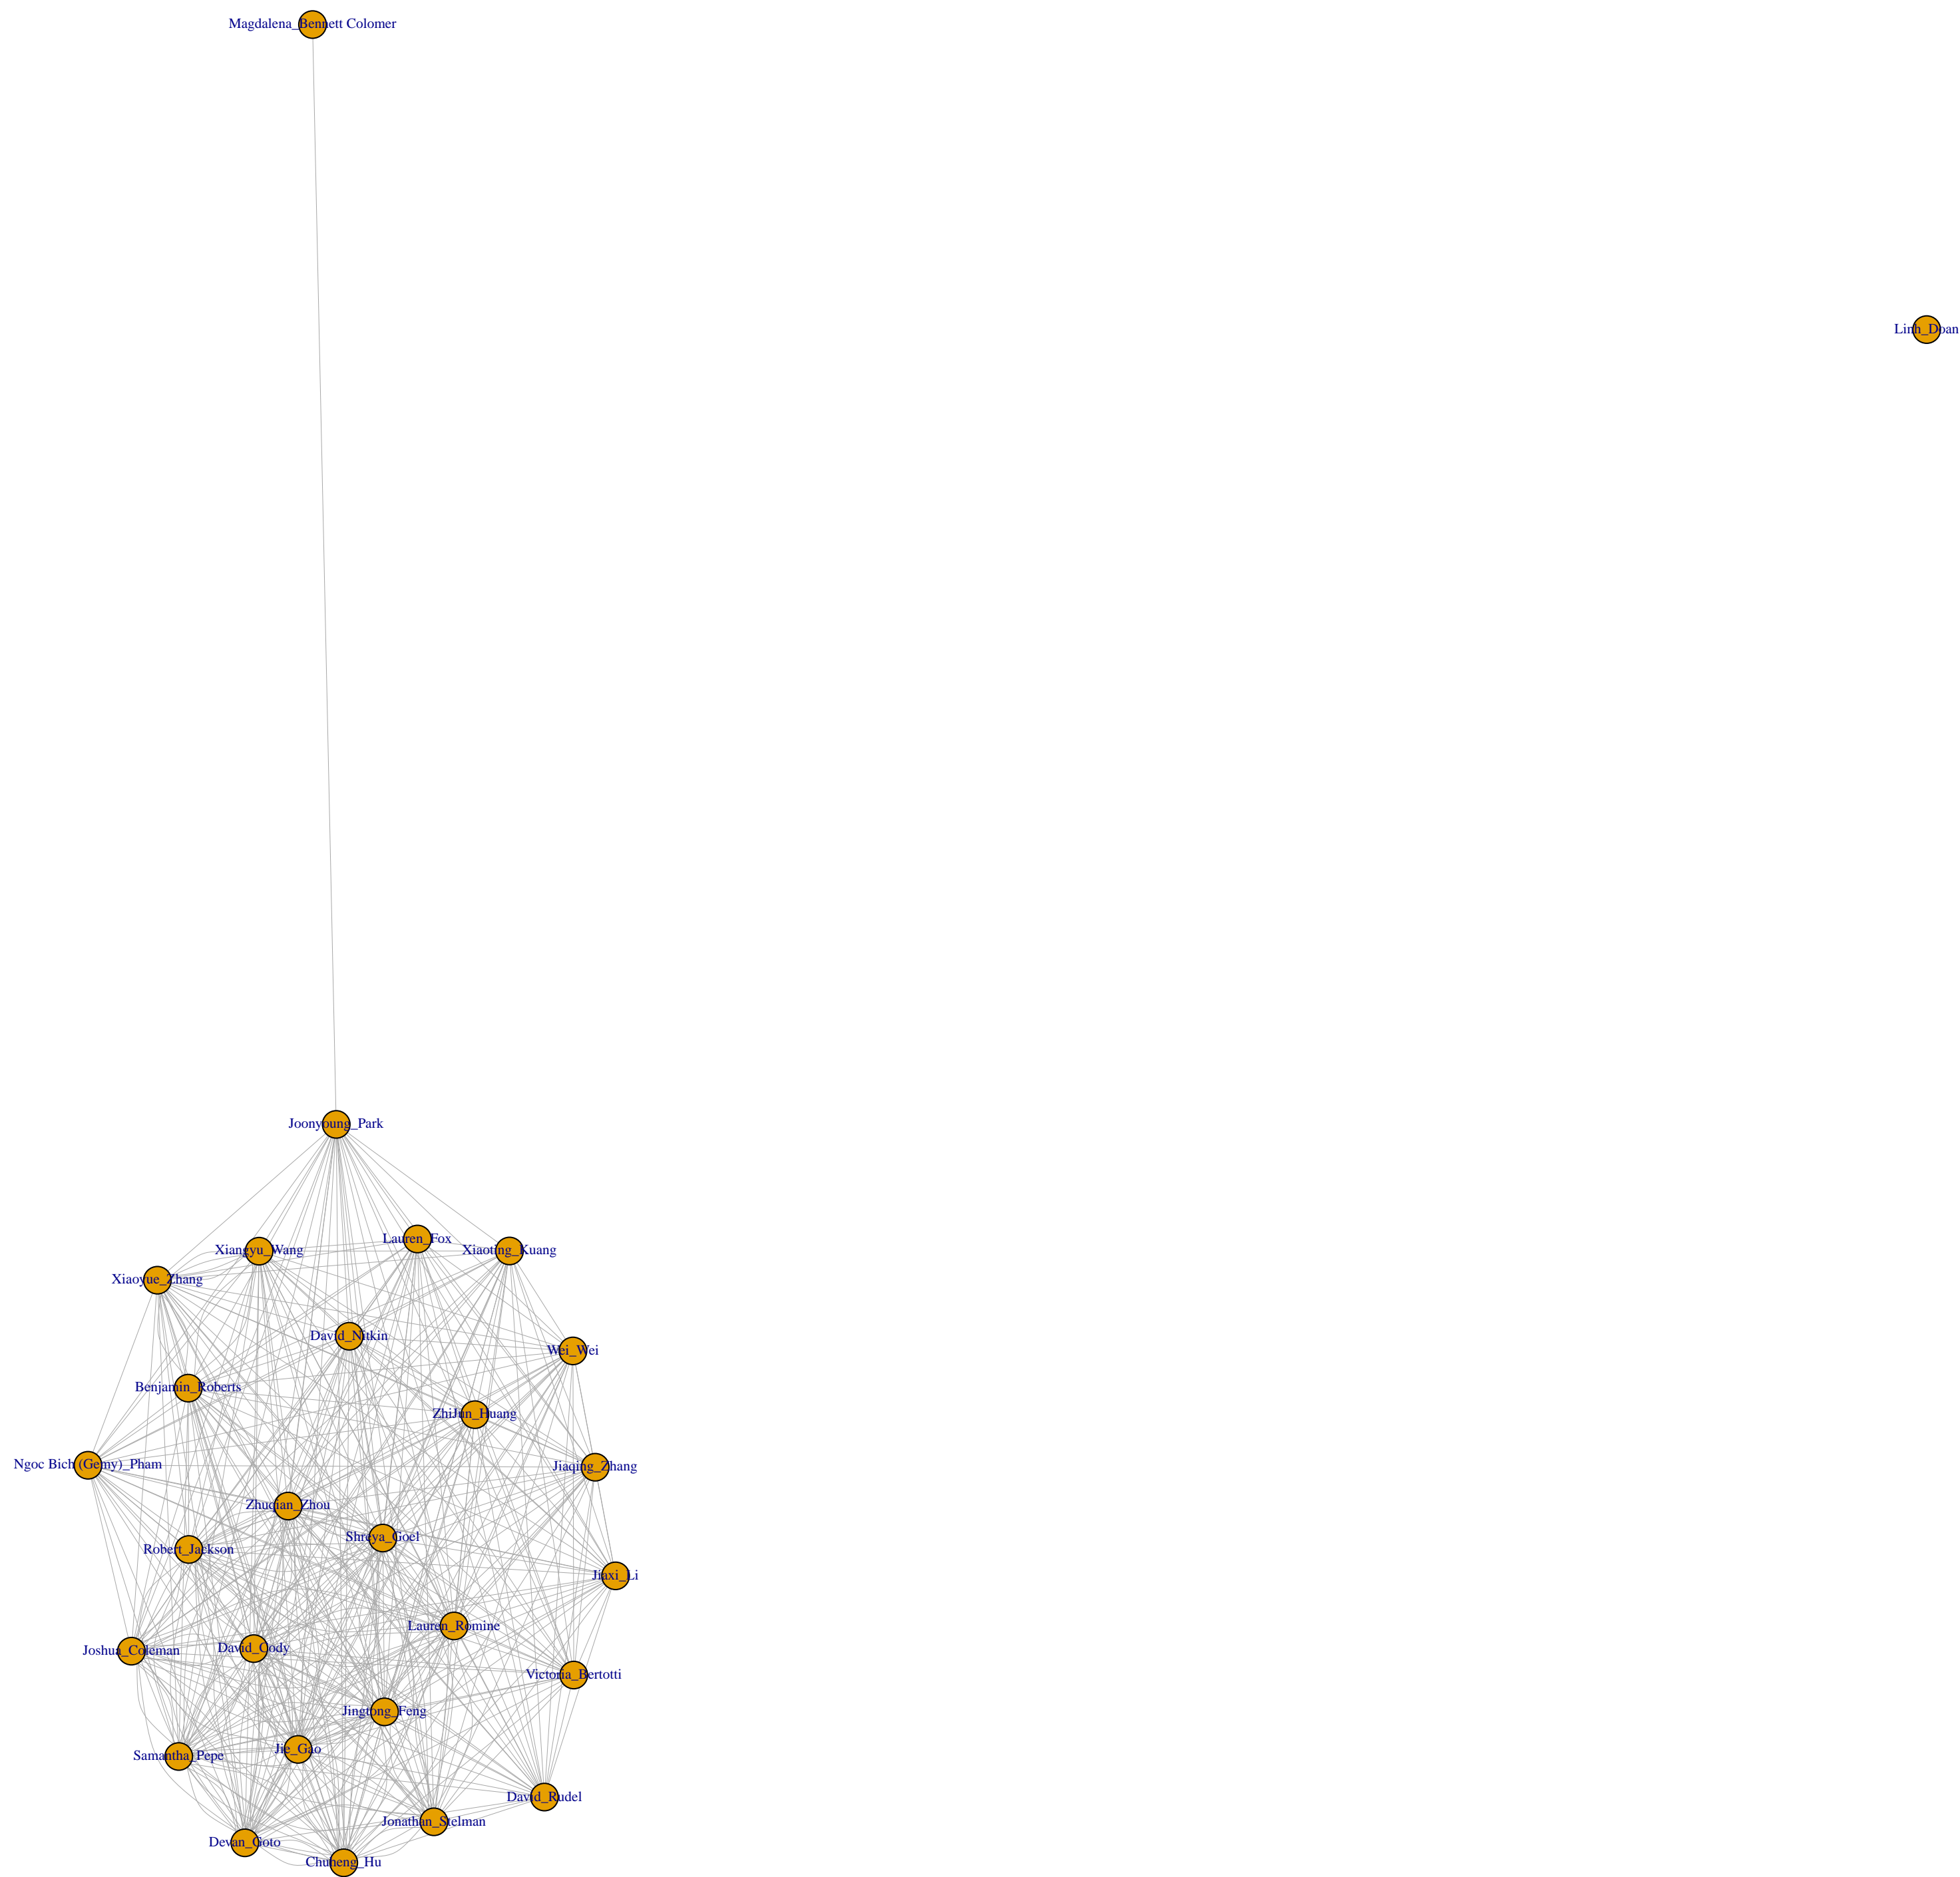 Magdalena_Bennett Colomer
Linh_Doan
Joonyoung_Park
Lauren_Fox
Xiangyu_Wang
Xiaoting_Kuang
Xiaoyue_Zhang
David_Nitkin
Wei_Wei
Benjamin_Roberts
ZhiJun_Huang
Ngoc Bich (Gemy)_Pham
Jiaqing_Zhang
Zhuqian_Zhou
Shreya_Goel
Robert_Jackson
Jiaxi_Li
Lauren_Romine
David_Cody
Joshua_Coleman
Victoria_Bertotti
Jingtong_Feng
Jie_Gao
Samantha_Pepe
David_Rudel
Jonathan_Stelman
Devan_Goto
Chuheng_Hu